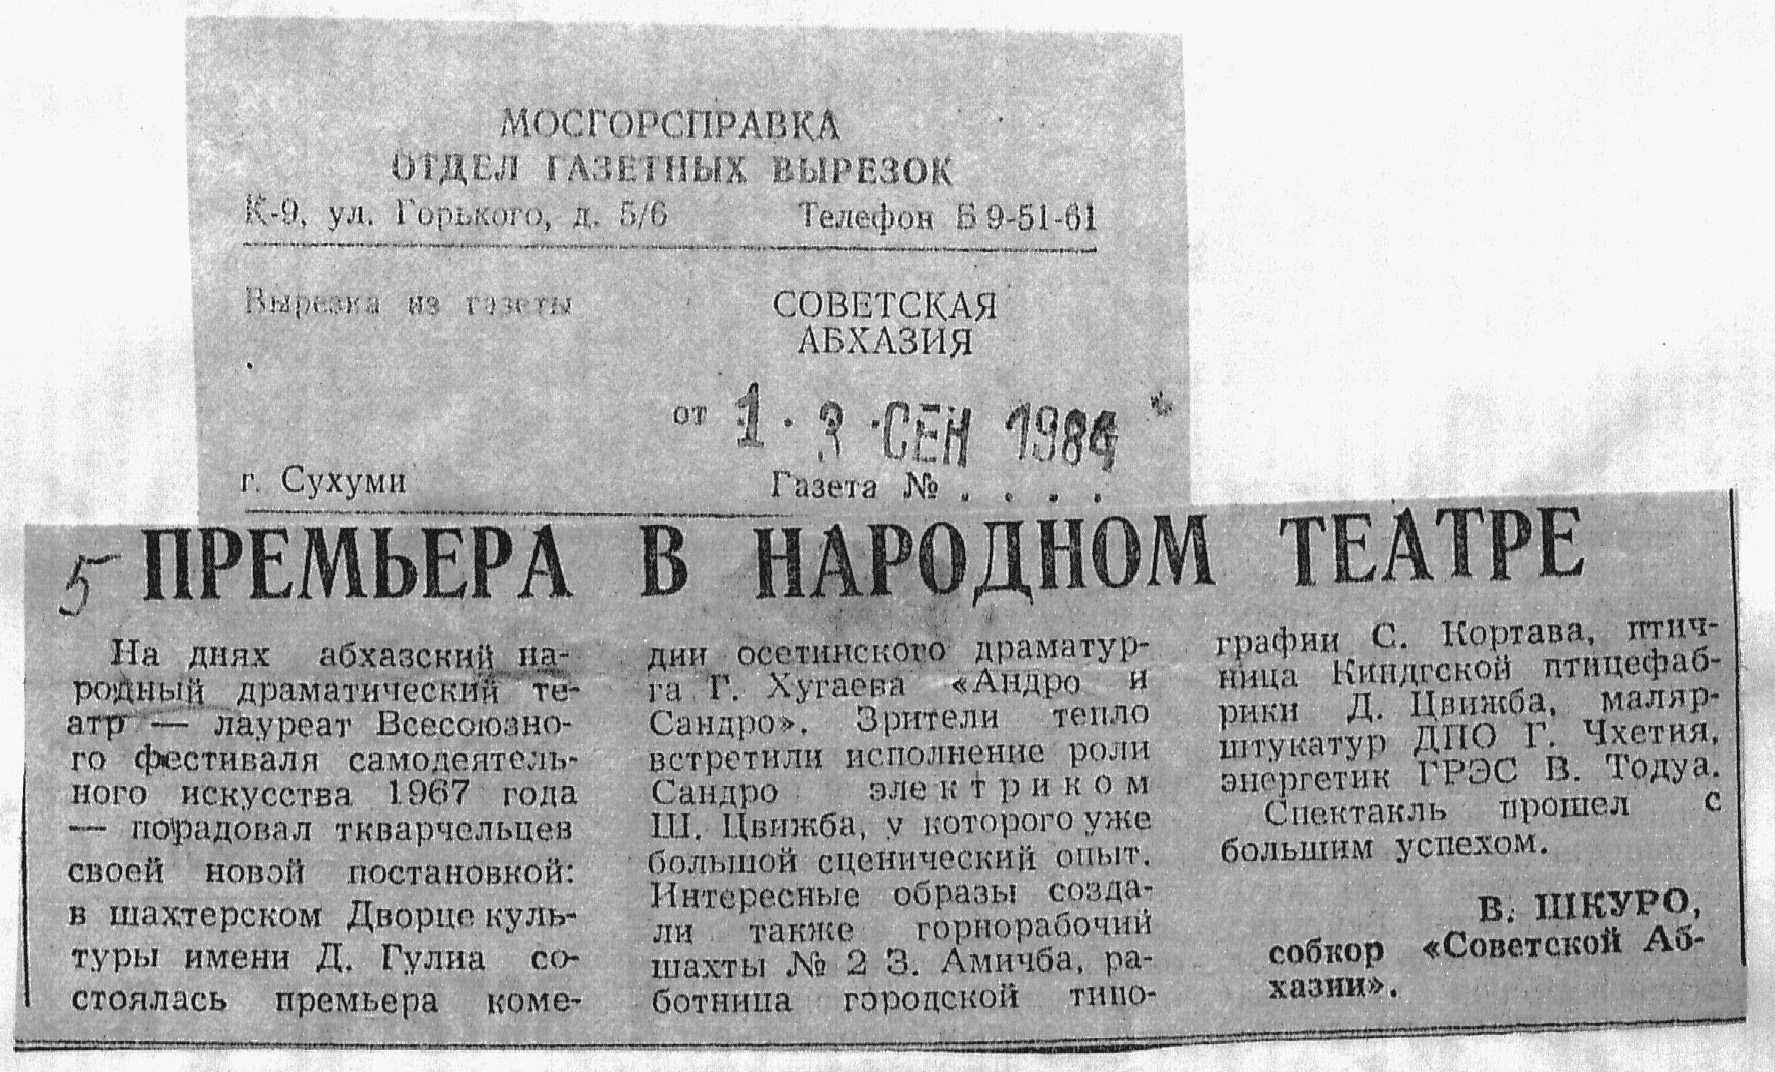 МОСГОРСПРАВКА
ОТДЕЛ ГАЗЕТНЫХ ВЫРЕЗОК
К-9, ул. Горького, д. 5/6 Телефон Б 9-51-61
Вырезка из газеты
СОВЕТСКАЯ
АБХАЗИЯ
от 1 · 3 · СЕН 1984 *
г. Сухуми Газета № . . . .
5 ПРЕМЬЕРА В НАРОДНОМ ТЕАТРЕ
На днях абхазский на-
родный драматический те-
атр — лауреат Всесоюзно-
го фестиваля самодеятель-
ного искусства 1967 года
— порадовал ткварчельцев
своей новой постановкой:
в шахтерском Дворце куль-
туры имени Д. Гулиа со-
стоялась премьера коме-
дии осетинского драматур-
га Г. Хугаева «Андро и
Сандро». Зрители тепло
встретили исполнение роли
Сандро электриком
Ш. Цвижба, у которого уже
большой сценический опыт.
Интересные образы созда-
ли также горнорабочий
шахты № 2 З. Амичба, ра-
ботница городской типо-
графии С. Кортава, птич-
ница Киндгской птицефаб-
рики Д. Цвижба, маляр-
штукатур ДПО Г. Чхетия,
энергетик ГРЭС В. Тодуа.
Спектакль прошел с
большим успехом.
В. ШКУРО,
собкор «Советской Аб-
хазии».